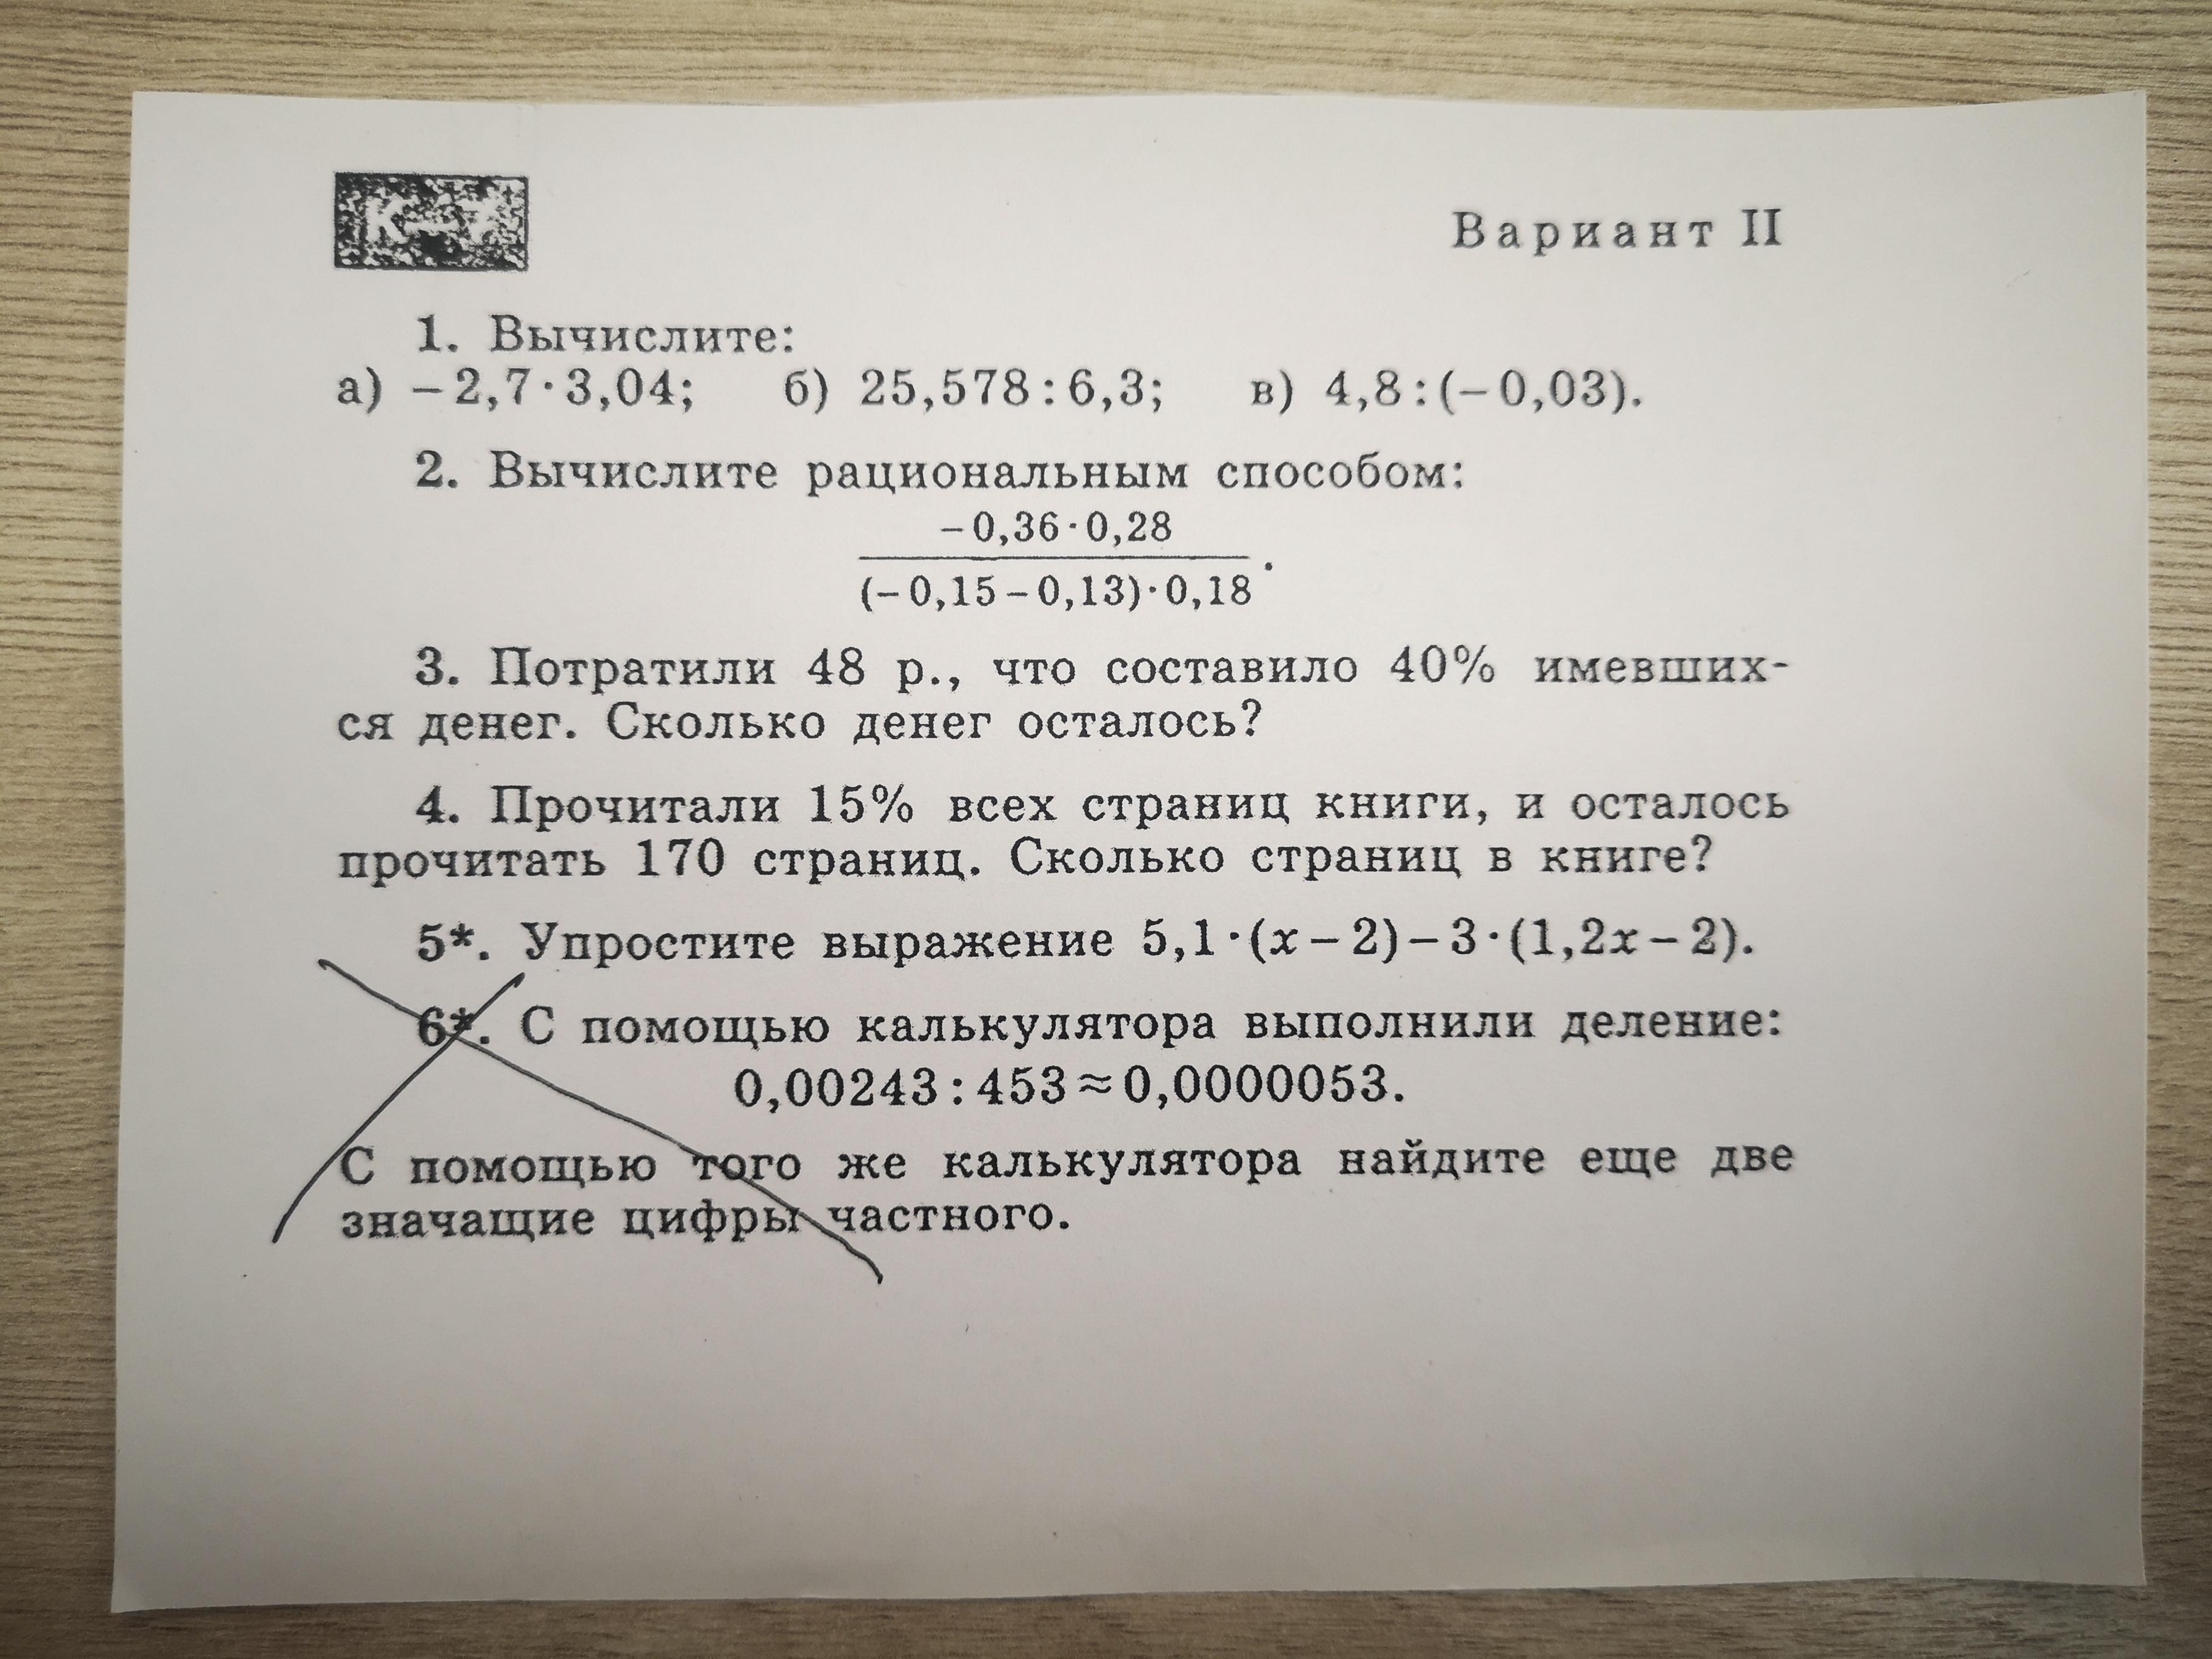 Вариант II
1. Вычислите:
а) −2,7·3,04; б) 25,578:6,3; в) 4,8:(−0,03).
2. Вычислите рациональным способом:
−0,36·0,28
(−0,15−0,13)·0,18.
3. Потратили 48 р., что составило 40% имевших-
ся денег. Сколько денег осталось?
4. Прочитали 15% всех страниц книги, и осталось
прочитать 170 страниц. Сколько страниц в книге?
5*. Упростите выражение 5,1·(x−2)−3·(1,2x−2).
6*. С помощью калькулятора выполнили деление:
0,00243:453≈0,0000053.
С помощью того же калькулятора найдите еще две
значащие цифры частного.